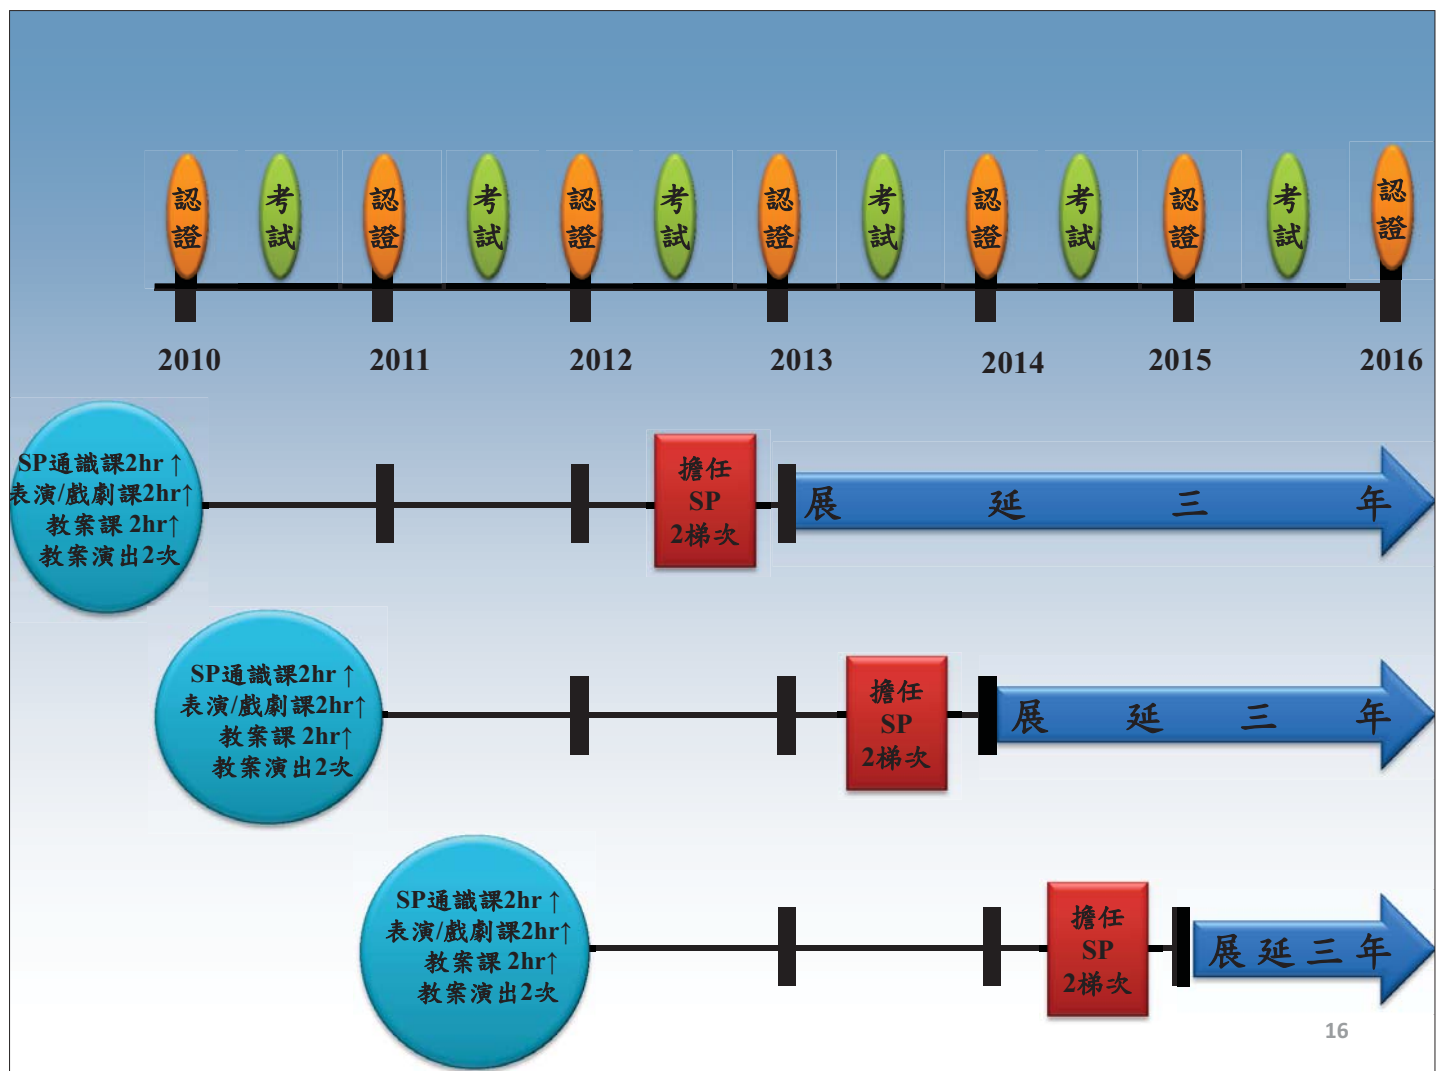 認證
考試
認證
考試
認證
考試
認證
考試
認證
考試
認證
考試
認證
2010
2011
2012
2013
2014
2015
2016
SP通識課2hr ↑
表演/戲劇課2hr↑
教案課 2hr↑
教案演出2次
擔任
SP
2梯次
展延三年
SP通識課2hr ↑
表演/戲劇課2hr↑
教案課 2hr↑
教案演出2次
擔任
SP
2梯次
展延三年
SP通識課2hr ↑
表演/戲劇課2hr↑
教案課 2hr↑
教案演出2次
擔任
SP
2梯次
展延三年
16